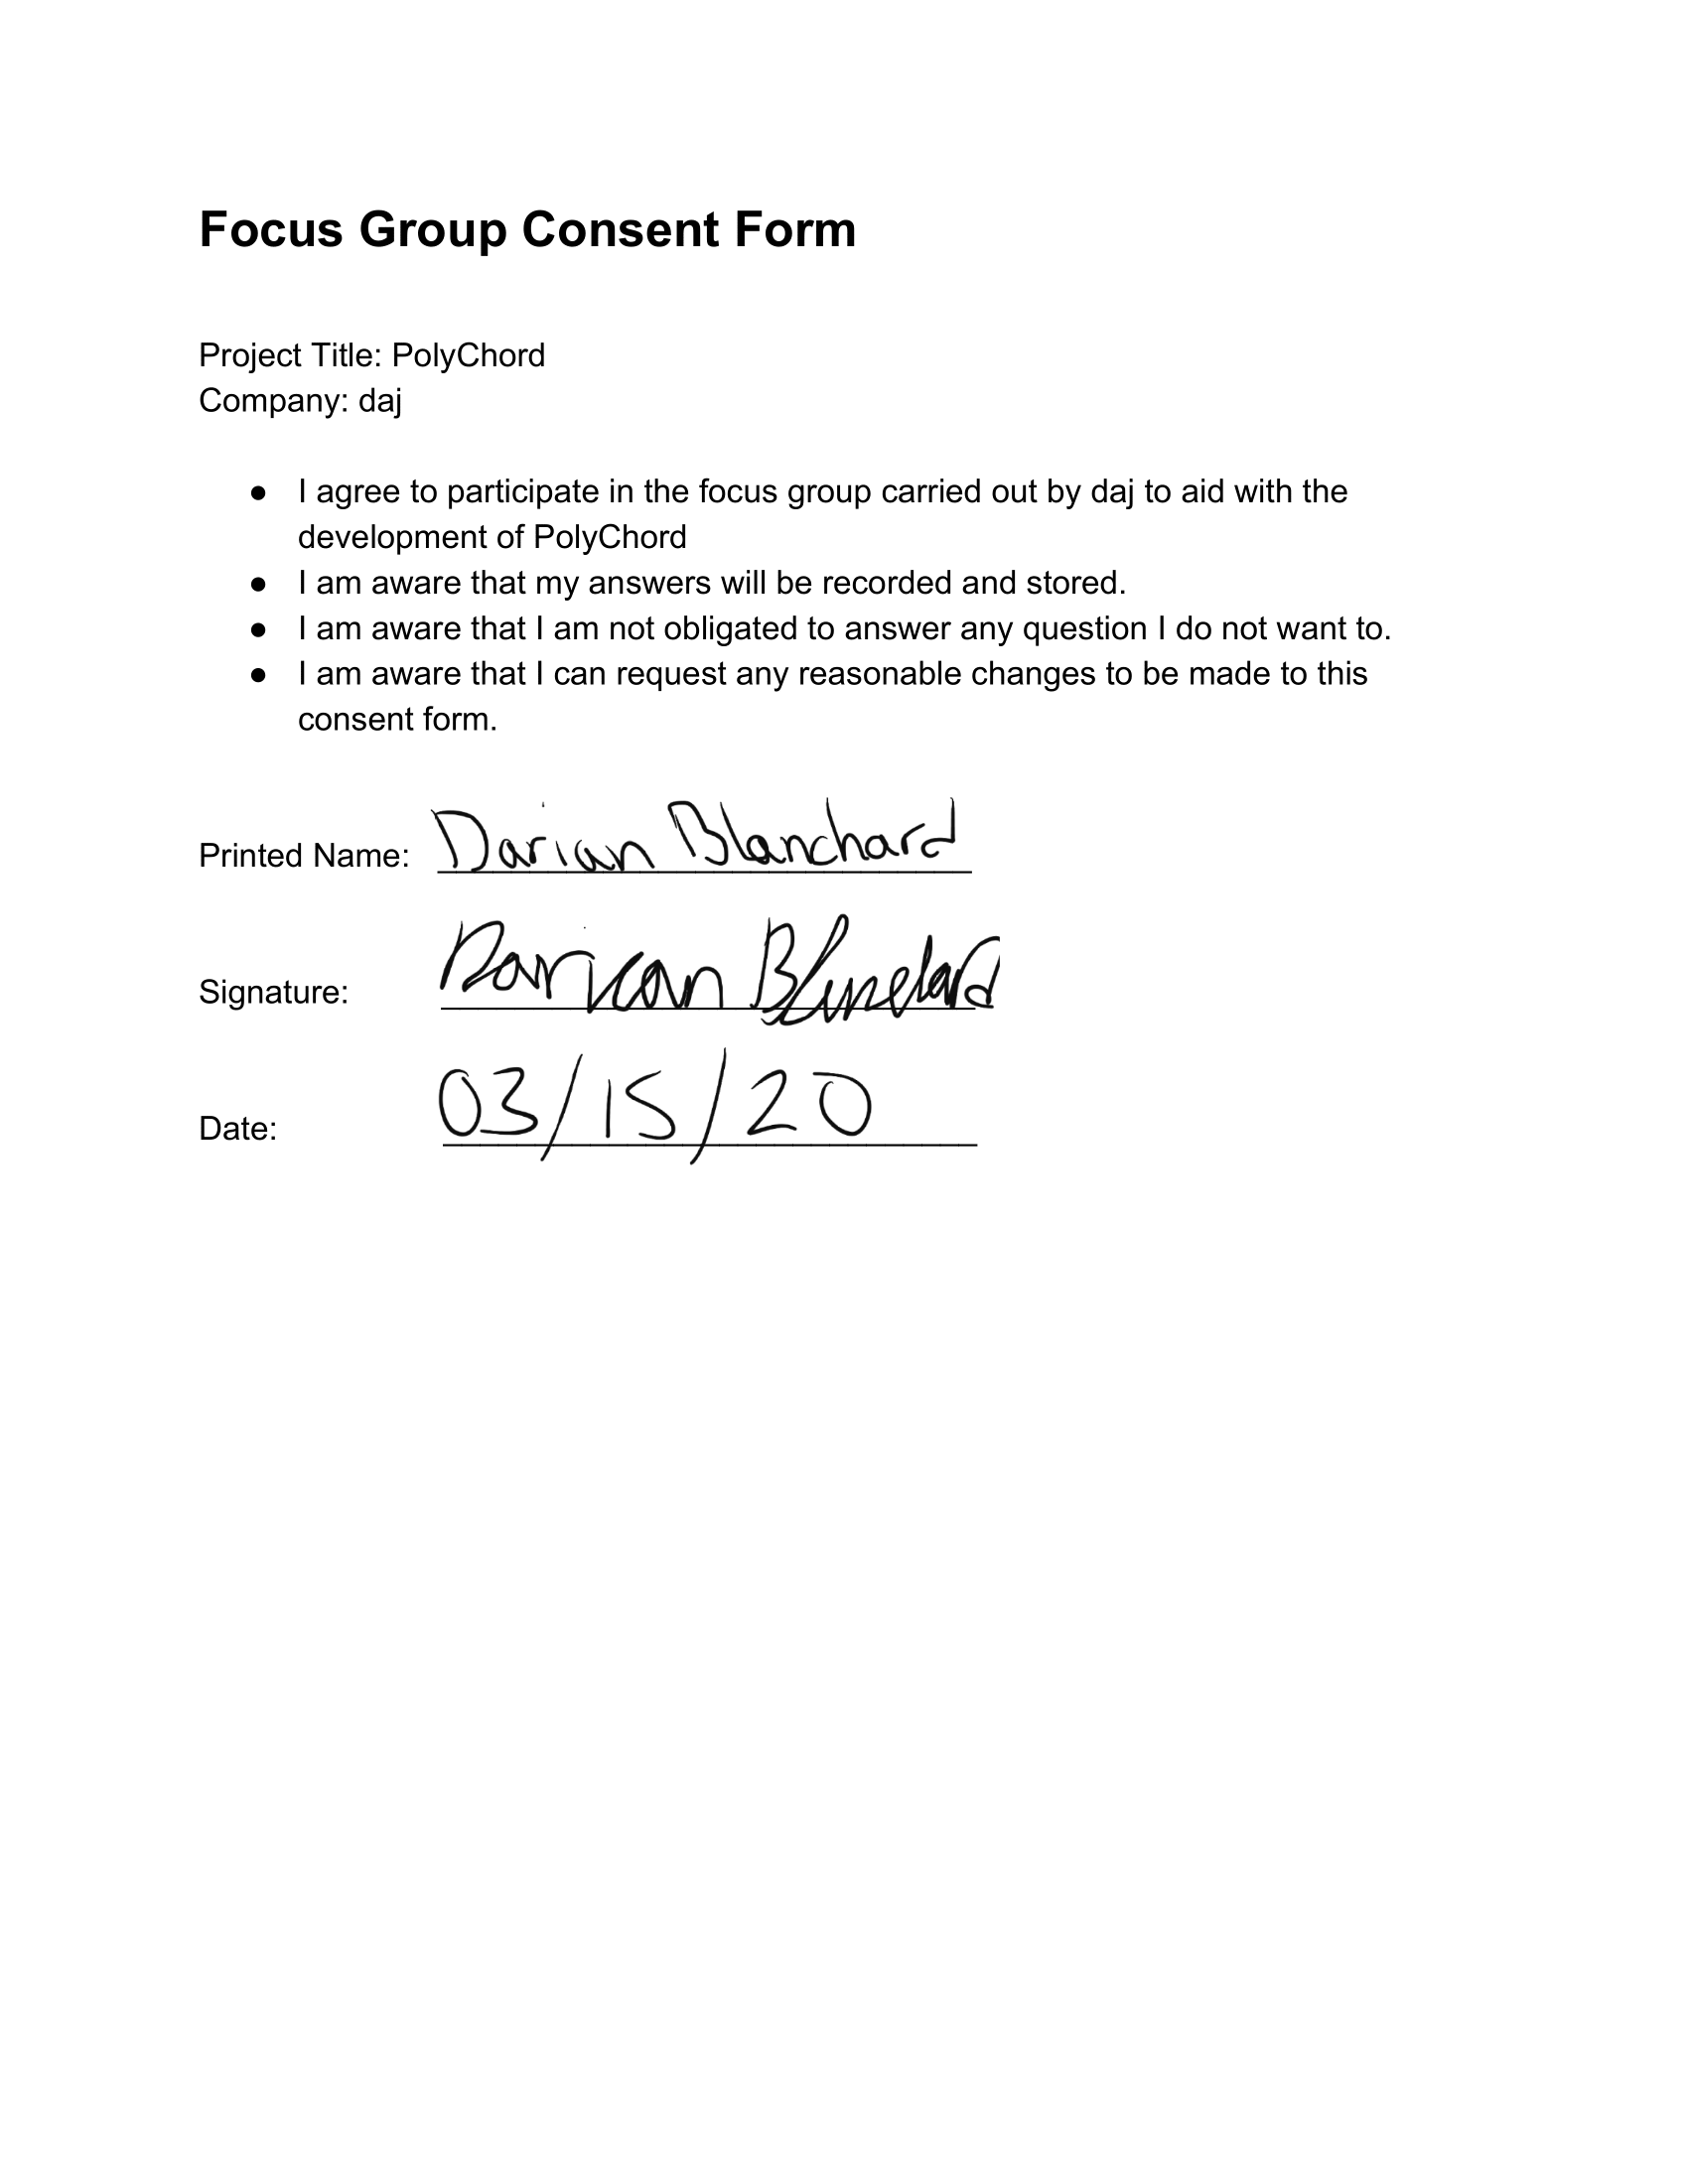 Focus Group Consent Form
Project Title: PolyChord
Company: daj
● I agree to participate in the focus group carried out by daj to aid with the
development of PolyChord
● I am aware that my answers will be recorded and stored.
● I am aware that I am not obligated to answer any question I do not want to.
● I am aware that I can request any reasonable changes to be made to this
consent form.
Printed Name: Darian Blanchard
Signature: Darian Blanchard
Date: 03/15/20